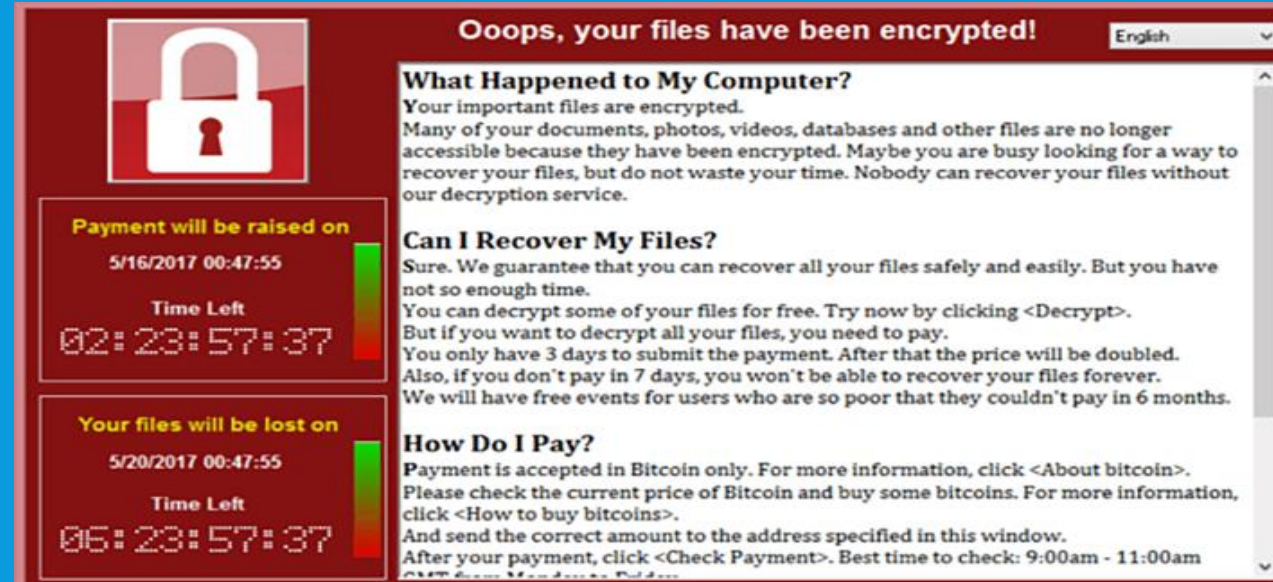 Ooops, your files have been encrypted!
English
Payment will be raised on
5/16/2017 00:47:55
Time Left
02:23:57:37
Your files will be lost on
5/20/2017 00:47:55
Time Left
06:23:57:37
What Happened to My Computer?
Your important files are encrypted.
Many of your documents, photos, videos, databases and other files are no longer
accessible because they have been encrypted. Maybe you are busy looking for a way to
recover your files, but do not waste your time. Nobody can recover your files without
our decryption service.
Can I Recover My Files?
Sure. We guarantee that you can recover all your files safely and easily. But you have
not so enough time.
You can decrypt some of your files for free. Try now by clicking <Decrypt>.
But if you want to decrypt all your files, you need to pay.
You only have 3 days to submit the payment. After that the price will be doubled.
Also, if you don't pay in 7 days, you won't be able to recover your files forever.
We will have free events for users who are so poor that they couldn't pay in 6 months.
How Do I Pay?
Payment is accepted in Bitcoin only. For more information, click <About bitcoin>.
Please check the current price of Bitcoin and buy some bitcoins. For more information,
click <How to buy bitcoins>.
And send the correct amount to the address specified in this window.
After your payment, click <Check Payment>. Best time to check: 9:00am - 11:00am